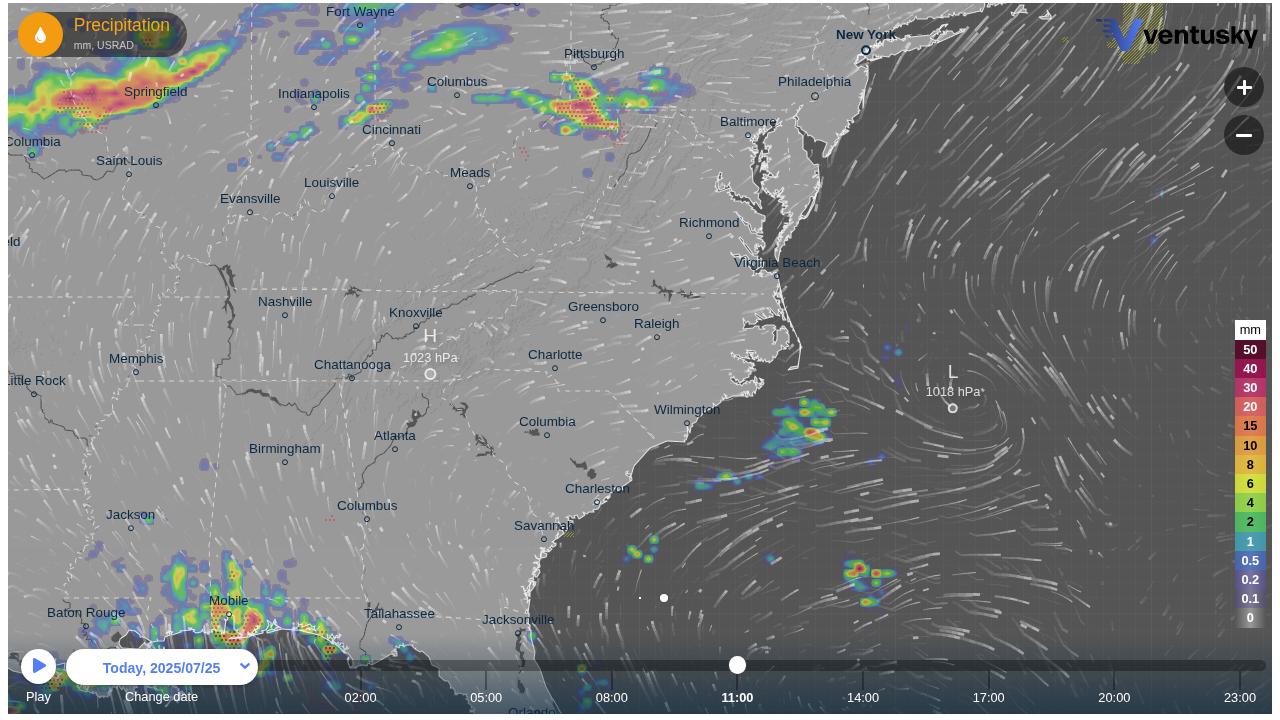 Fort Wayne
Precipitation
mm, USRAD
New York
ventusky
Pittsburgh
Columbus
Philadelphia
Springfield
Indianapolis
Baltimore
Cincinnati
Columbia
Saint Louis
Meads
Louisville
Evansville
Richmond
eld
Virginia Beach
Nashville
Knoxville
Greensboro
Raleigh
H
1023 hPa
Charlotte
Memphis
Chattanooga
Little Rock
L
1018 hPa*
Wilmington
Columbia
Atlanta
Birmingham
Charleston
Columbus
Jackson
Savannah
Mobile
Baton Rouge
Tallahassee
Jacksonville
Orlando
mm
50
40
30
20
15
10
8
6
4
2
1
0.5
0.2
0.1
0
Today, 2025/07/25
Play
Change date
02:00
05:00
08:00
11:00
14:00
17:00
20:00
23:00